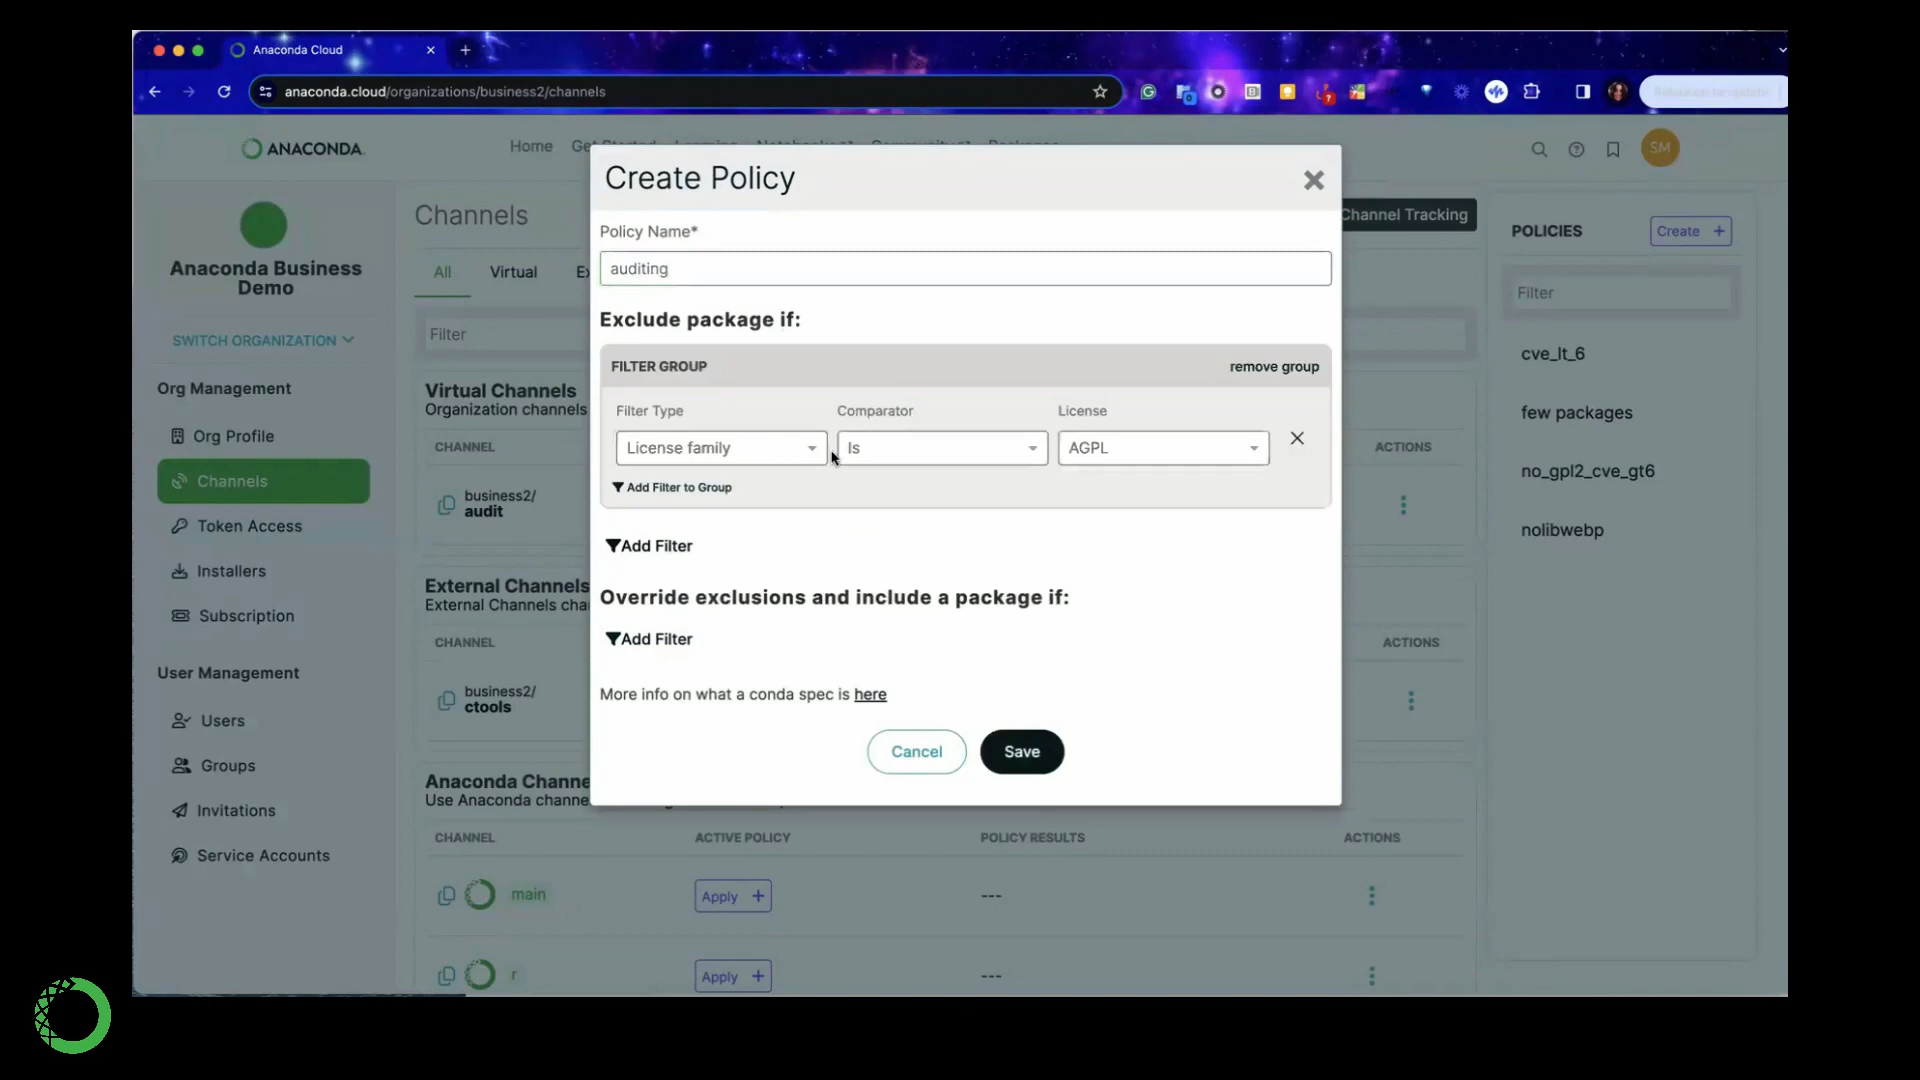 Anaconda Cloud
anaconda.cloud/organizations/business2/channels
ANACONDA.
Home
SM
Anaconda Business
Demo
SWITCH ORGANIZATION
Org Management
Org Profile
Channels
Token Access
Installers
Subscription
User Management
Users
Groups
Invitations
Service Accounts
Channels
Channel Tracking
All
Virtual
Filter
Virtual Channels
Organization channels
CHANNEL
ACTIONS
business2/
audit
External Channels
External Channels
CHANNEL
ACTIONS
business2/
ctools
Anaconda
Use Anaconda
CHANNEL
ACTIVE POLICY
POLICY RESULTS
ACTIONS
main
Apply +
---
r
Apply +
---
Create Policy
Policy Name*
auditing
Exclude package if:
FILTER GROUP
remove group
Filter Type
Comparator
License
License family
Is
AGPL
Add Filter to Group
Add Filter
Override exclusions and include a package if:
Add Filter
More info on what a conda spec is here
Cancel
Save
POLICIES
Create +
Filter
cve_lt_6
few packages
no_gpl2_cve_gt6
nolibwebp